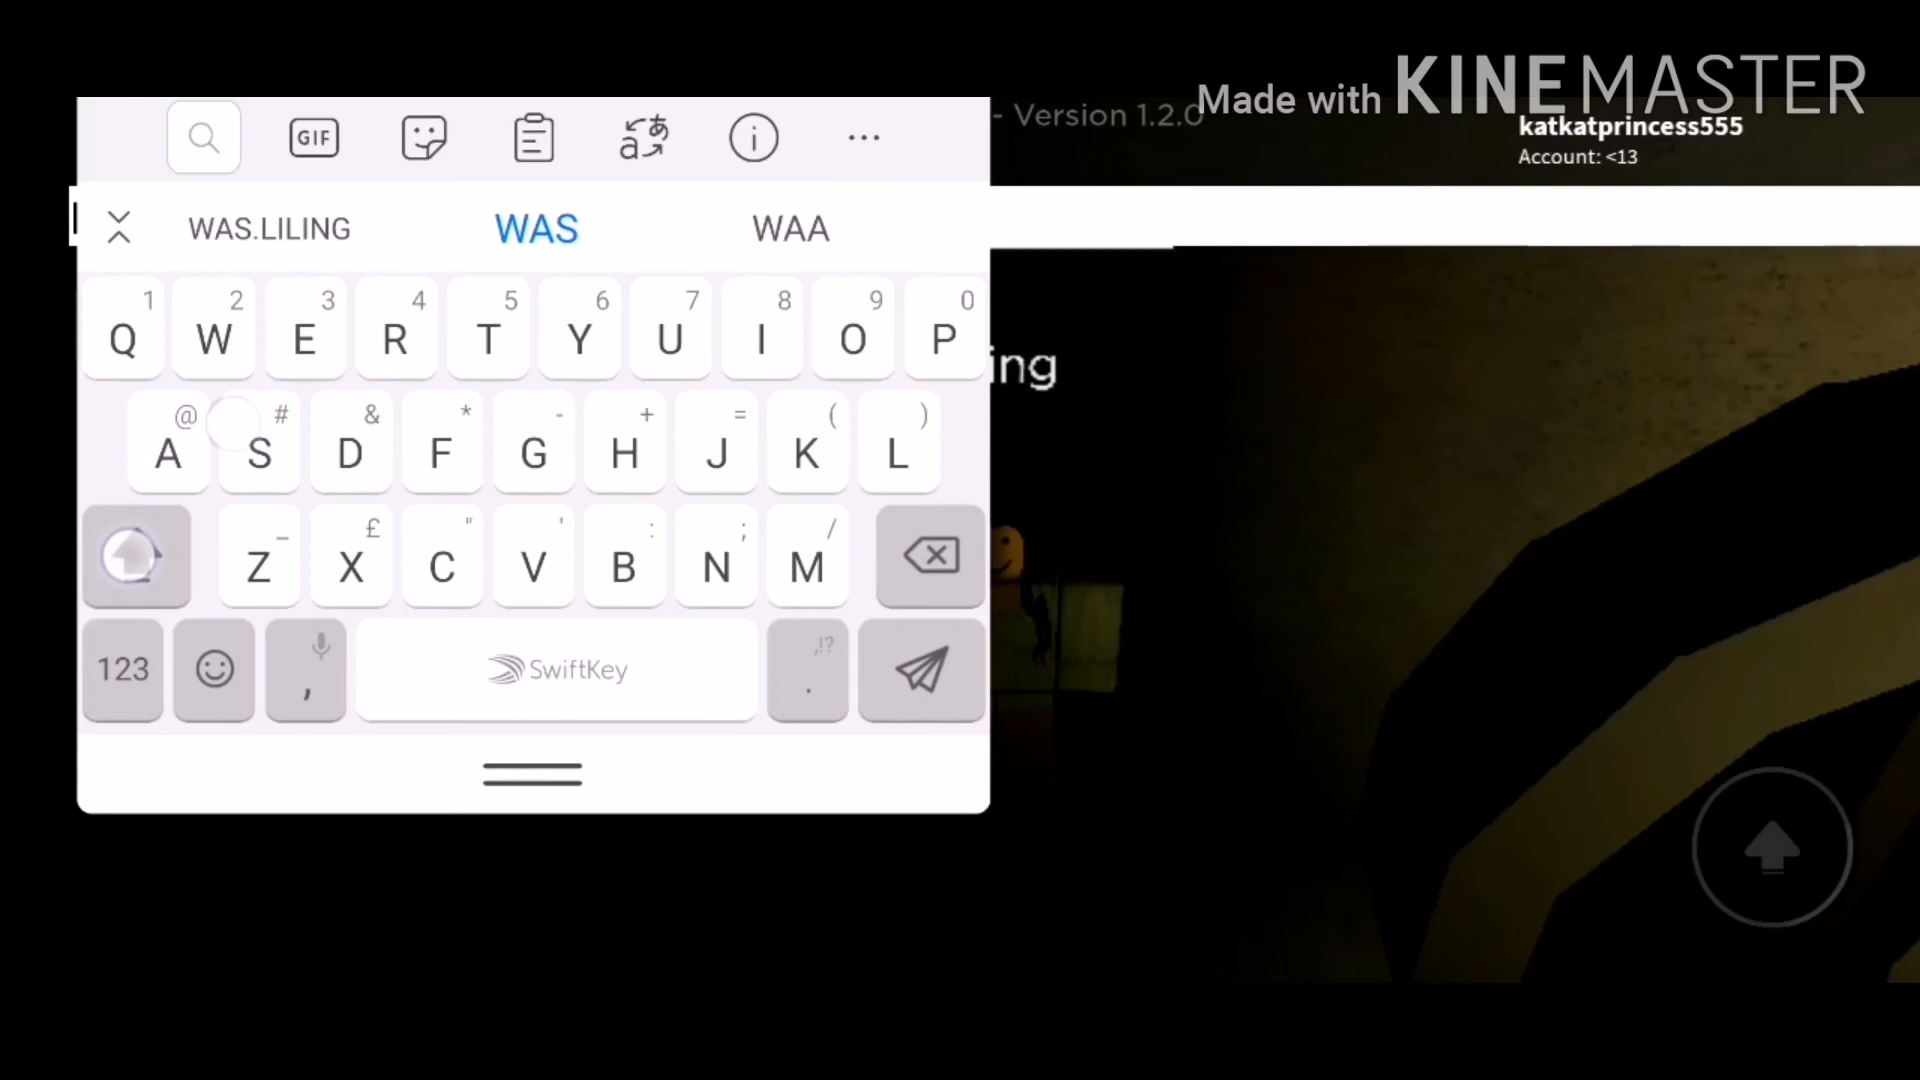 Made with KINEMASTER
- Version 1.2.0
katkatprincess555
Account: <13
GIF
WAS.LILING WAS WAA
1 2 3 4 5 6 7 8 9 0
Q W E R T Y U I O P
ing
@ # & * - + = ( )
A S D F G H J K L
_ £ " ' : ; /
Z X C V B N M
,!?
123 , SwiftKey .